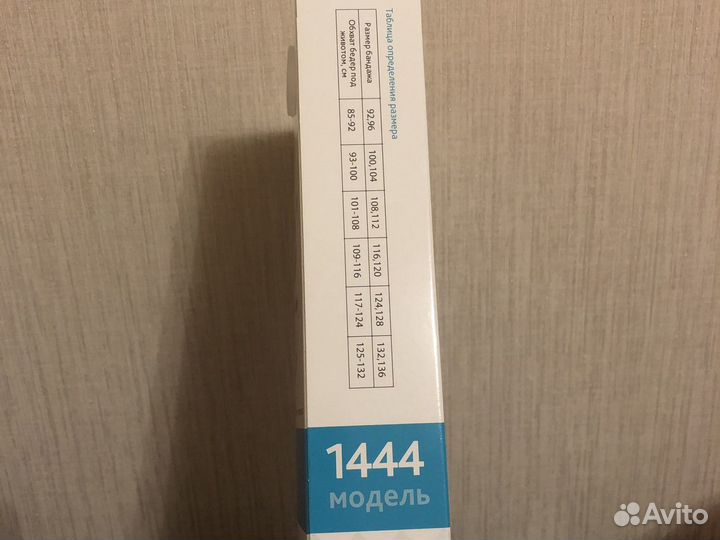 Таблица определения размера
Размер бандажа 92,96 100,104 108,112 116,120 124,128 132,136
Обхват бедер под
животом, см
85-92 93-100 101-108 109-116 117-124 125-132
1444
модель
Avito